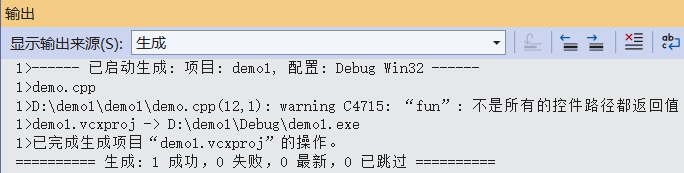 输出
显示输出来源(S): 生成
1>------ 已启动生成: 项目: demo1, 配置: Debug Win32 ------
1>demo.cpp
1>D:\demo1\demo1\demo.cpp(12,1): warning C4715: “fun”: 不是所有的控件路径都返回值
1>demo1.vcxproj -> D:\demo1\Debug\demo1.exe
1>已完成生成项目“demo1.vcxproj”的操作。
========== 生成: 1 成功，0 失败，0 最新，0 已跳过 ==========